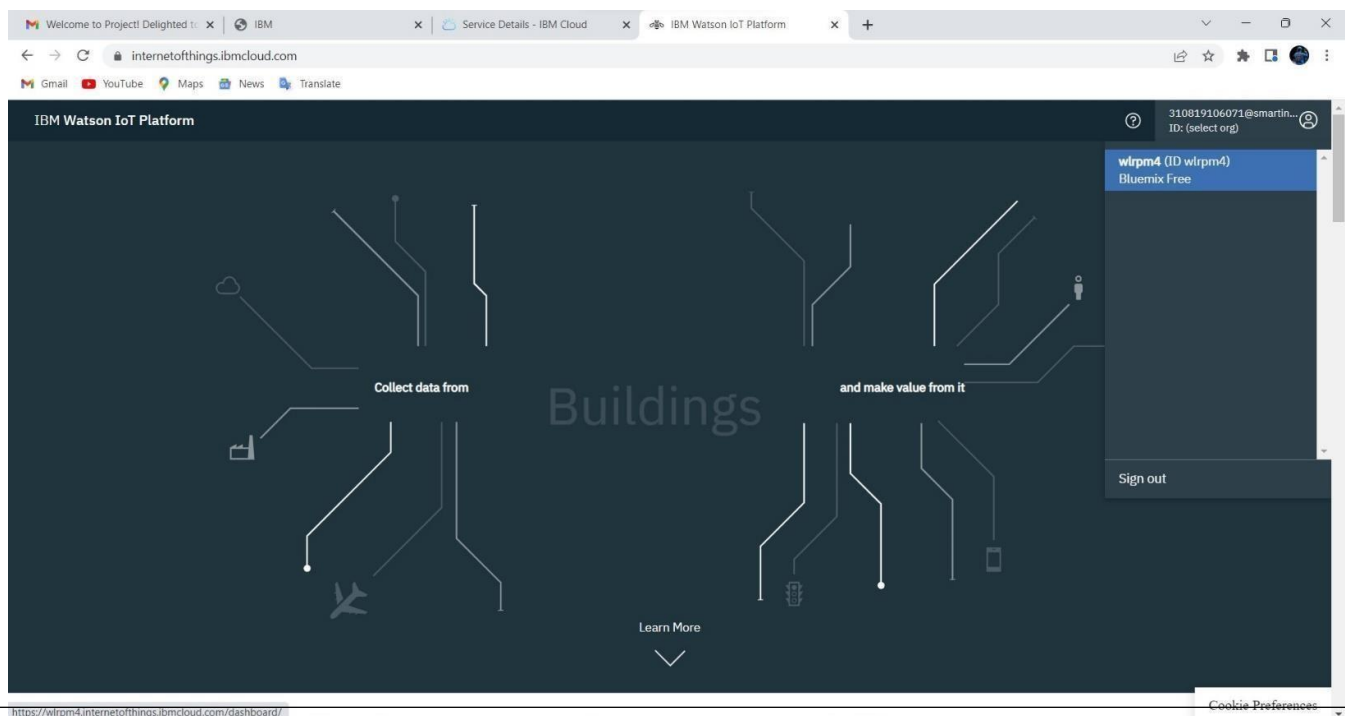 Welcome to Project! Delighted to
IBM
Service Details - IBM Cloud
IBM Watson IoT Platform
internetofthings.ibmcloud.com
Gmail
YouTube
Maps
News
Translate
IBM Watson IoT Platform
310819106071@smartin...
ID: (select org)
wlrpm4 (ID wlrpm4)
Bluemix Free
Collect data from
Buildings
and make value from it
Sign out
Learn More
Cookie Preferences
https://wlrpm4.internetofthings.ibmcloud.com/dashboard/